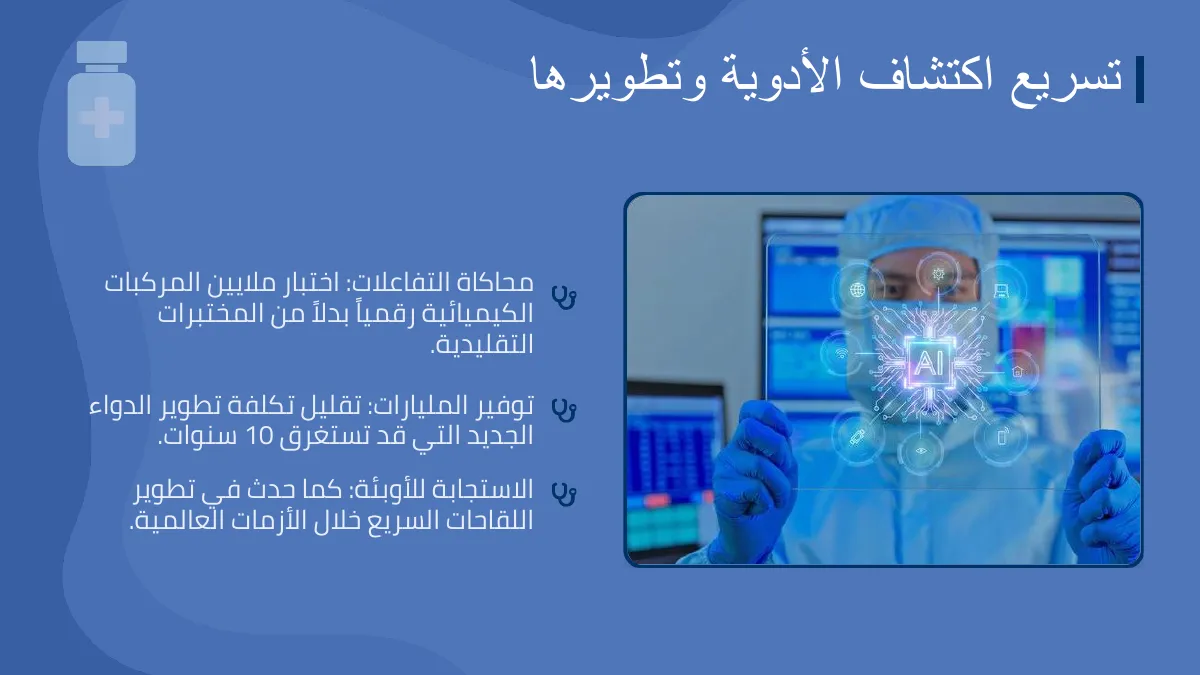 تسريع اكتشاف الأدوية وتطويرها
محاكاة التفاعلات: اختبار ملايين المركبات
الكيميائية رقمياً بدلاً من المختبرات
التقليدية.
توفير المليارات: تقليل تكلفة تطوير الدواء
الجديد التي قد تستغرق 10 سنوات.
الاستجابة للأوبئة: كما حدث في تطوير
اللقاحات السريع خلال الأزمات العالمية.
AI